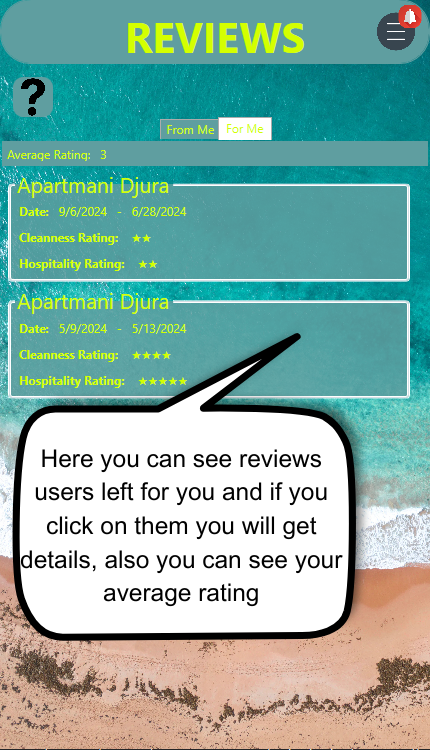 REVIEWS
?
From Me For Me
Average Rating: 3
Apartmani Djura
Date: 9/6/2024 - 6/28/2024
Cleanness Rating: ★★
Hospitality Rating: ★★
Apartmani Djura
Date: 5/9/2024 - 5/13/2024
Cleanness Rating: ★★★★
Hospitality Rating: ★★★★★
Here you can see reviews
users left for you and if you
click on them you will get
details, also you can see your
average rating